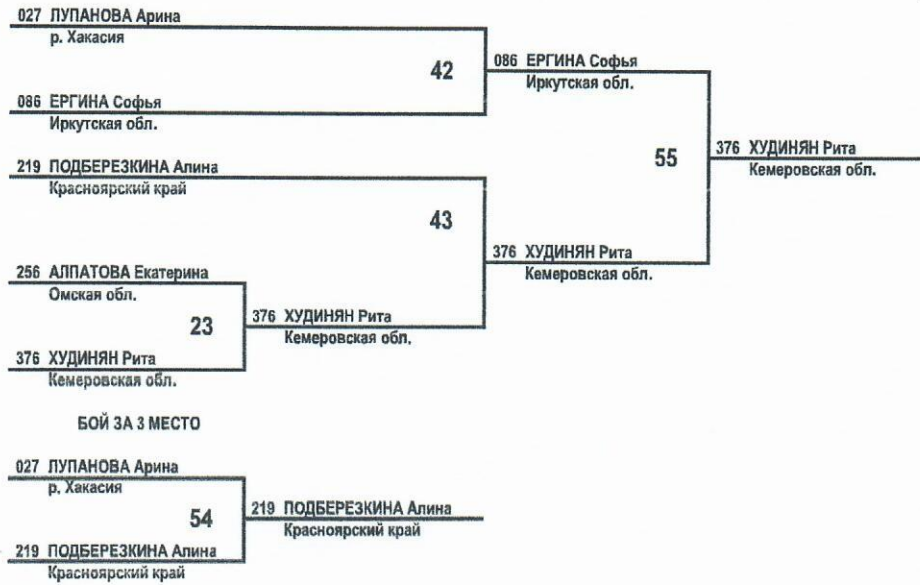 027 ЛУПАНОВА Арина
р. Хакасия
42
086 ЕРГИНА Софья
Иркутская обл.
086 ЕРГИНА Софья
Иркутская обл.
55
376 ХУДИНЯН Рита
Кемеровская обл.
219 ПОДБЕРЕЗКИНА Алина
Красноярский край
43
376 ХУДИНЯН Рита
Кемеровская обл.
256 АЛПАТОВА Екатерина
Омская обл.
23
376 ХУДИНЯН Рита
Кемеровская обл.
376 ХУДИНЯН Рита
Кемеровская обл.
БОЙ ЗА 3 МЕСТО
027 ЛУПАНОВА Арина
р. Хакасия
54
219 ПОДБЕРЕЗКИНА Алина
Красноярский край
219 ПОДБЕРЕЗКИНА Алина
Красноярский край